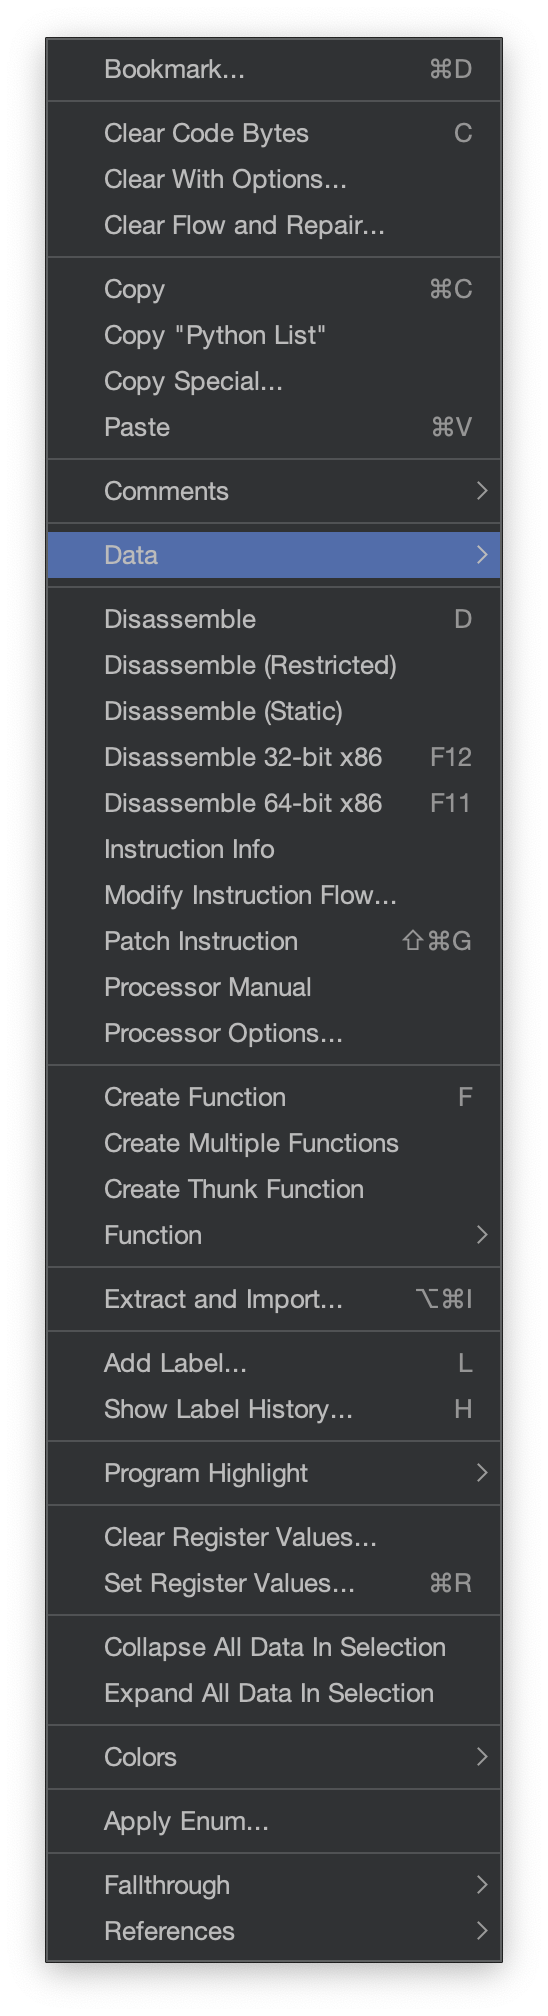 Bookmark... ⌘D
Clear Code Bytes C
Clear With Options...
Clear Flow and Repair...
Copy ⌘C
Copy "Python List"
Copy Special...
Paste ⌘V
Comments
Data
Disassemble D
Disassemble (Restricted)
Disassemble (Static)
Disassemble 32-bit x86 F12
Disassemble 64-bit x86 F11
Instruction Info
Modify Instruction Flow...
Patch Instruction ⇧⌘G
Processor Manual
Processor Options...
Create Function F
Create Multiple Functions
Create Thunk Function
Function
Extract and Import... ⌥⌘I
Add Label... L
Show Label History... H
Program Highlight
Clear Register Values...
Set Register Values... ⌘R
Collapse All Data In Selection
Expand All Data In Selection
Colors
Apply Enum...
Fallthrough
References